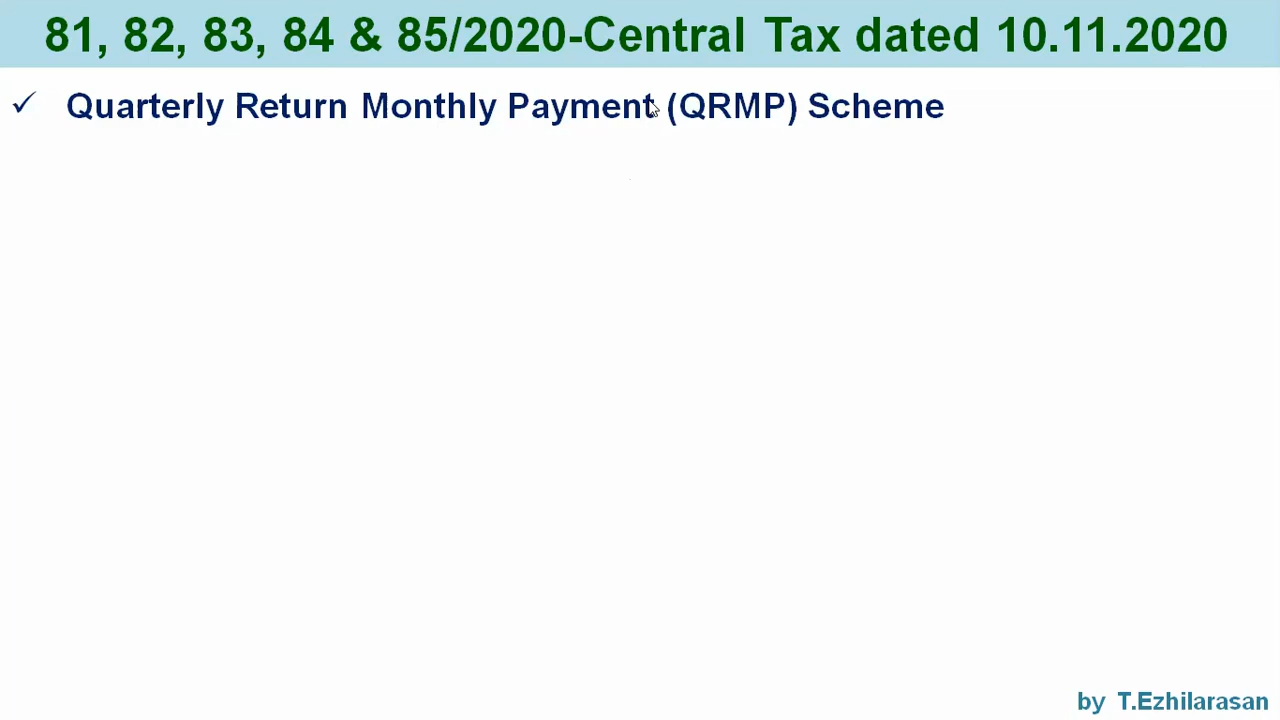 81, 82, 83, 84 & 85/2020-Central Tax dated 10.11.2020
✓ Quarterly Return Monthly Payment (QRMP) Scheme
by T.Ezhilarasan